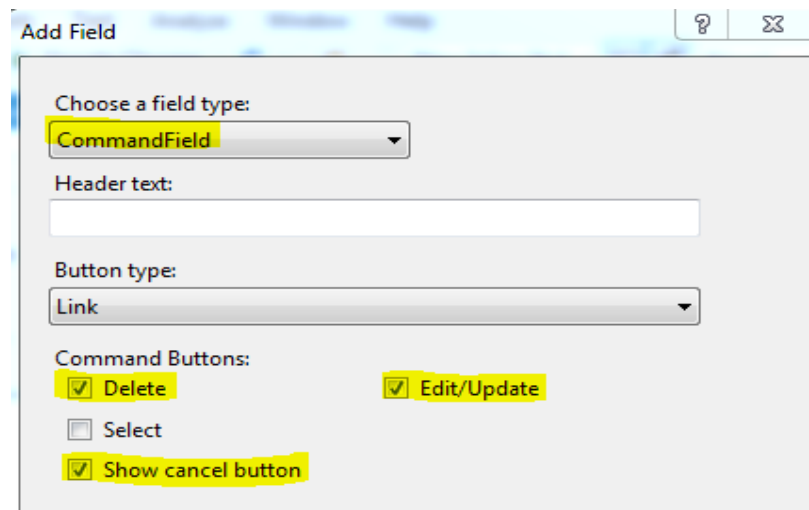 Add Field
Choose a field type:
CommandField
Header text:
Button type:
Link
Command Buttons:
Delete Edit/Update
Select
Show cancel button